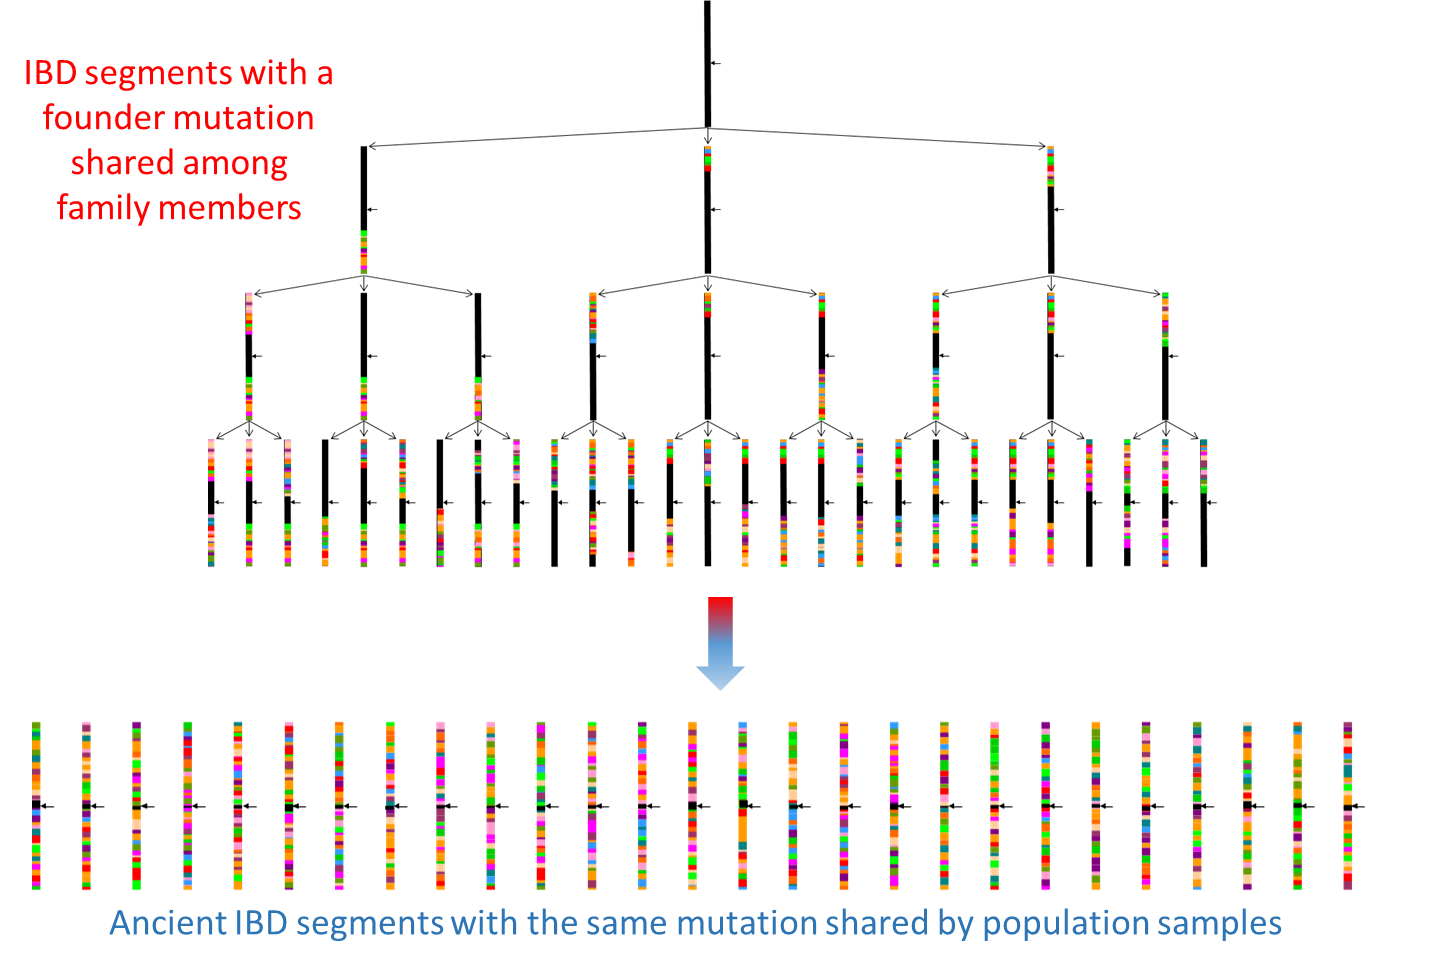 IBD segments with a
founder mutation
shared among
family members
Ancient IBD segments with the same mutation shared by population samples